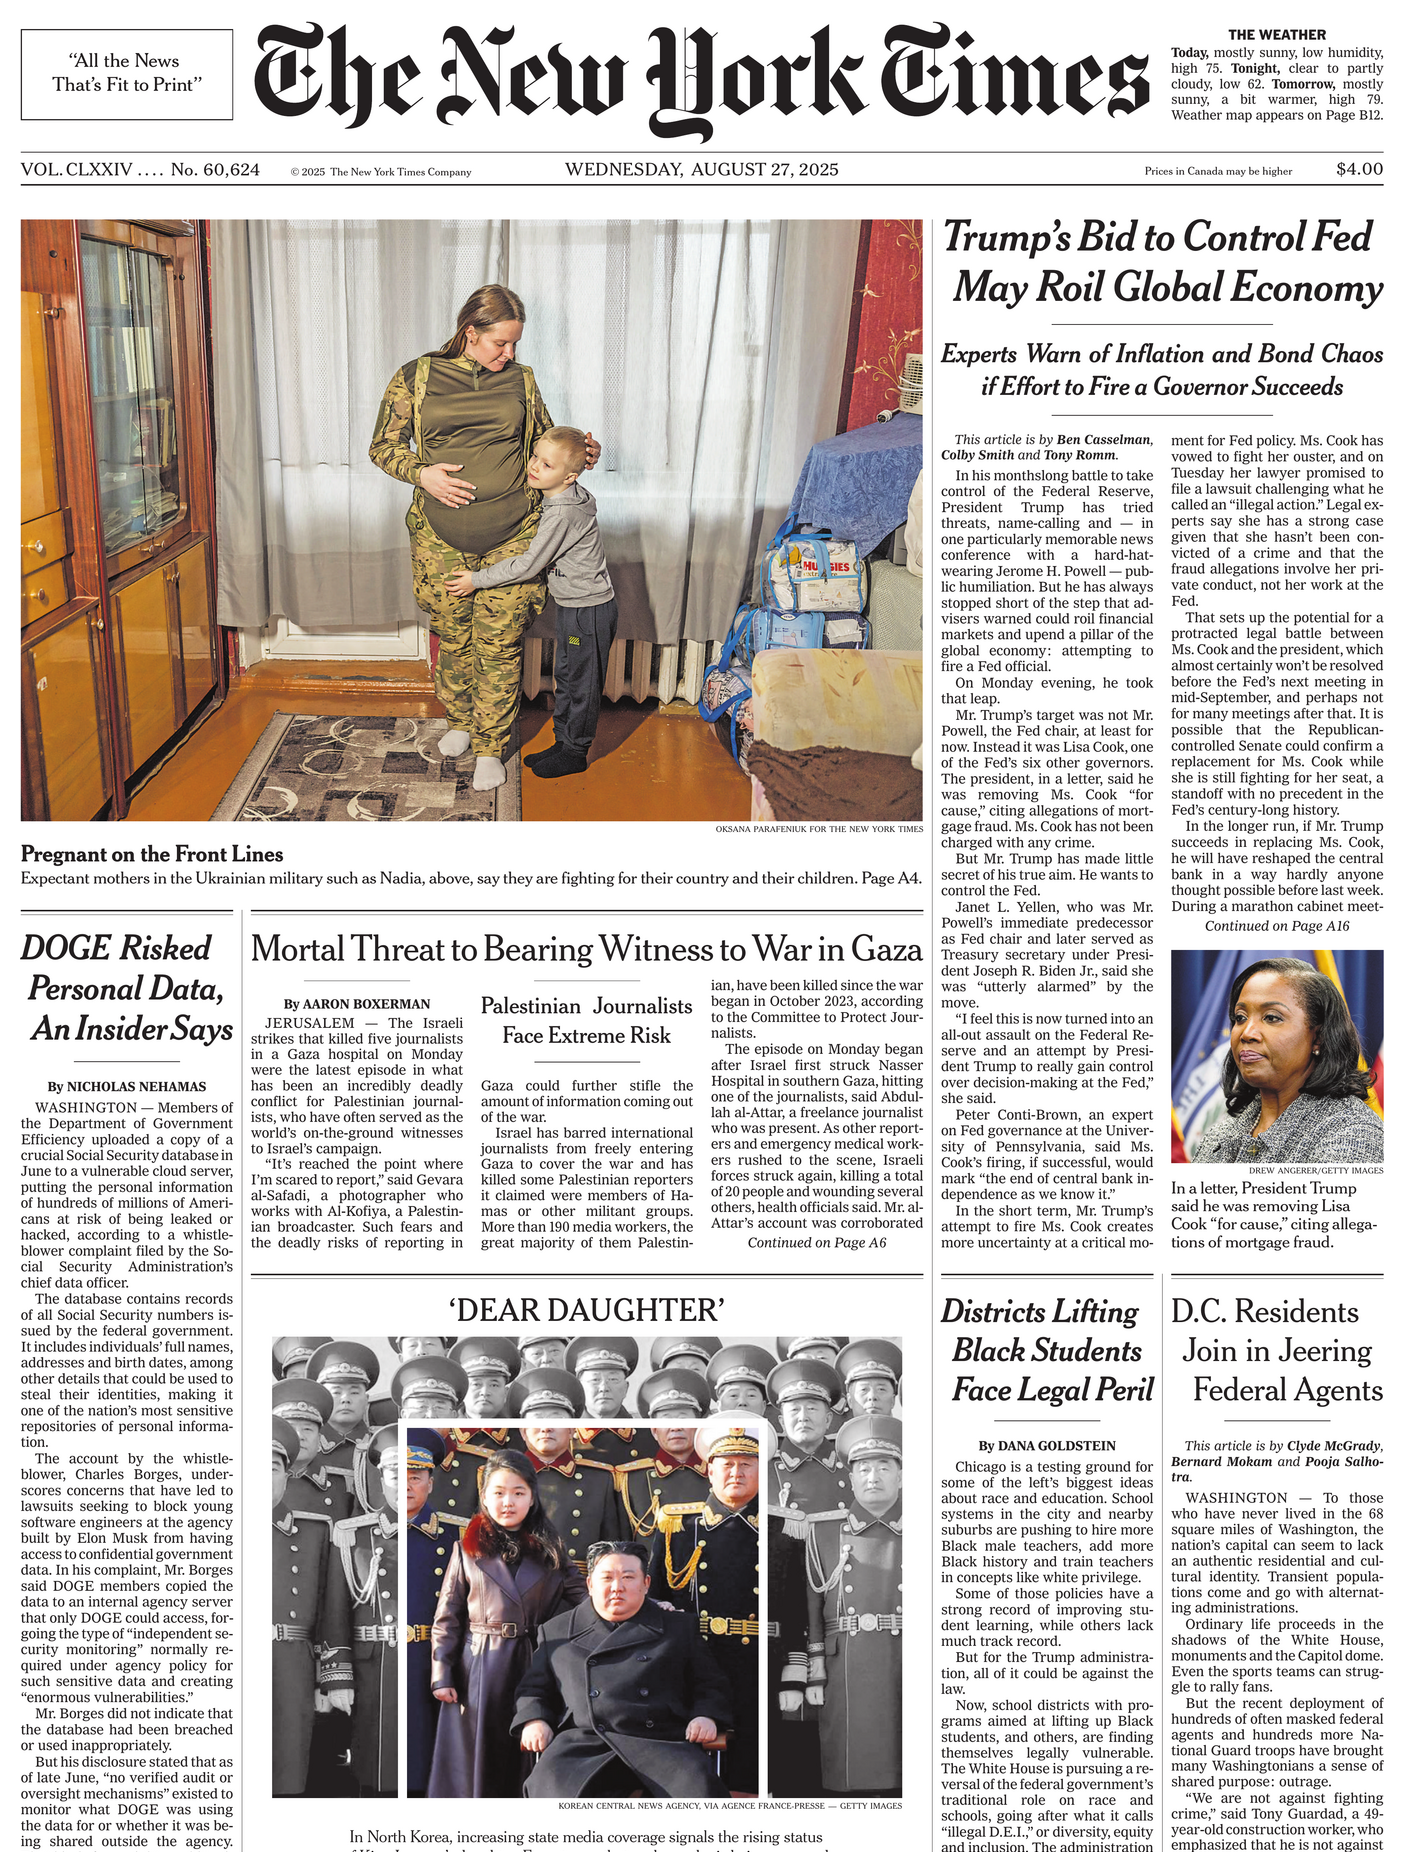 “All the News
That’s Fit to Print”
The New York Times
THE WEATHER
Today, mostly sunny, low humidity,
high 75. Tonight, clear to partly
cloudy, low 62. Tomorrow, mostly
sunny, a bit warmer, high 79.
Weather map appears on Page B12.
VOL. CLXXIV .... No. 60,624
© 2025 The New York Times Company
WEDNESDAY, AUGUST 27, 2025
Prices in Canada may be higher
$4.00
HUGGIES
OKSANA PARAFENIUK FOR THE NEW YORK TIMES
Pregnant on the Front Lines
Expectant mothers in the Ukrainian military such as Nadia, above, say they are fighting for their country and their children. Page A4.
Trump’s Bid to Control Fed
May Roil Global Economy
Experts Warn of Inflation and Bond Chaos
if Effort to Fire a Governor Succeeds
This article is by Ben Casselman,
Colby Smith and Tony Romm.
In his monthslong battle to take
control of the Federal Reserve,
President Trump has tried
threats, name-calling and — in
one particularly memorable news
conference with a hard-hat-
wearing Jerome H. Powell — pub-
lic humiliation. But he has always
stopped short of the step that ad-
visers warned could roil financial
markets and upend a pillar of the
global economy: attempting to
fire a Fed official.
On Monday evening, he took
that leap.
Mr. Trump’s target was not Mr.
Powell, the Fed chair, at least for
now. Instead it was Lisa Cook, one
of the Fed’s six other governors.
The president, in a letter, said he
was removing Ms. Cook “for
cause,” citing allegations of mort-
gage fraud. Ms. Cook has not been
charged with any crime.
But Mr. Trump has made little
secret of his true aim. He wants to
control the Fed.
Janet L. Yellen, who was Mr.
Powell’s immediate predecessor
as Fed chair and later served as
Treasury secretary under Presi-
dent Joseph R. Biden Jr., said she
was “utterly alarmed” by the
move.
“I feel this is now turned into an
all-out assault on the Federal Re-
serve and an attempt by Presi-
dent Trump to really gain control
over decision-making at the Fed,”
she said.
Peter Conti-Brown, an expert
on Fed governance at the Univer-
sity of Pennsylvania, said Ms.
Cook’s firing, if successful, would
mark “the end of central bank in-
dependence as we know it.”
In the short term, Mr. Trump’s
attempt to fire Ms. Cook creates
more uncertainty at a critical mo-
ment for Fed policy. Ms. Cook has
vowed to fight her ouster, and on
Tuesday her lawyer promised to
file a lawsuit challenging what he
called an “illegal action.” Legal ex-
perts say she has a strong case
given that she hasn’t been con-
victed of a crime and that the
fraud allegations involve her pri-
vate conduct, not her work at the
Fed.
That sets up the potential for a
protracted legal battle between
Ms. Cook and the president, which
almost certainly won’t be resolved
before the Fed’s next meeting in
mid-September, and perhaps not
for many meetings after that. It is
possible that the Republican-
controlled Senate could confirm a
replacement for Ms. Cook while
she is still fighting for her seat, a
standoff with no precedent in the
Fed’s century-long history.
In the longer run, if Mr. Trump
succeeds in replacing Ms. Cook,
he will have reshaped the central
bank in a way hardly anyone
thought possible before last week.
During a marathon cabinet meet-
Continued on Page A16
DREW ANGERER/GETTY IMAGES
In a letter, President Trump
said he was removing Lisa
Cook “for cause,” citing allega-
tions of mortgage fraud.
DOGE Risked
Personal Data,
An Insider Says
By NICHOLAS NEHAMAS
WASHINGTON — Members of
the Department of Government
Efficiency uploaded a copy of a
crucial Social Security database in
June to a vulnerable cloud server,
putting the personal information
of hundreds of millions of Ameri-
cans at risk of being leaked or
hacked, according to a whistle-
blower complaint filed by the So-
cial Security Administration’s
chief data officer.
The database contains records
of all Social Security numbers is-
sued by the federal government.
It includes individuals’ full names,
addresses and birth dates, among
other details that could be used to
steal their identities, making it
one of the nation’s most sensitive
repositories of personal informa-
tion.
The account by the whistle-
blower, Charles Borges, under-
scores concerns that have led to
lawsuits seeking to block young
software engineers at the agency
built by Elon Musk from having
access to confidential government
data. In his complaint, Mr. Borges
said DOGE members copied the
data to an internal agency server
that only DOGE could access, for-
going the type of “independent se-
curity monitoring” normally re-
quired under agency policy for
such sensitive data and creating
“enormous vulnerabilities.”
Mr. Borges did not indicate that
the database had been breached
or used inappropriately.
But his disclosure stated that as
of late June, “no verified audit or
oversight mechanisms” existed to
monitor what DOGE was using
the data for or whether it was be-
ing shared outside the agency.
Mortal Threat to Bearing Witness to War in Gaza
By AARON BOXERMAN
JERUSALEM — The Israeli
strikes that killed five journalists
in a Gaza hospital on Monday
were the latest episode in what
has been an incredibly deadly
conflict for Palestinian journal-
ists, who have often served as the
world’s on-the-ground witnesses
to Israel’s campaign.
“It’s reached the point where
I’m scared to report,” said Gevara
al-Safadi, a photographer who
works with Al-Kofiya, a Palestin-
ian broadcaster. Such fears and
the deadly risks of reporting in
Palestinian Journalists
Face Extreme Risk
Gaza could further stifle the
amount of information coming out
of the war.
Israel has barred international
journalists from freely entering
Gaza to cover the war and has
killed some Palestinian reporters
it claimed were members of Ha-
mas or other militant groups.
More than 190 media workers, the
great majority of them Palestin-
ian, have been killed since the war
began in October 2023, according
to the Committee to Protect Jour-
nalists.
The episode on Monday began
after Israel first struck Nasser
Hospital in southern Gaza, hitting
one of the journalists, said Abdul-
lah al-Attar, a freelance journalist
who was present. As other report-
ers and emergency medical work-
ers rushed to the scene, Israeli
forces struck again, killing a total
of 20 people and wounding several
others, health officials said. Mr. al-
Attar’s account was corroborated
Continued on Page A6
‘DEAR DAUGHTER’
KOREAN CENTRAL NEWS AGENCY, VIA AGENCE FRANCE-PRESSE — GETTY IMAGES
In North Korea, increasing state media coverage signals the rising status
Districts Lifting
Black Students
Face Legal Peril
By DANA GOLDSTEIN
Chicago is a testing ground for
some of the left’s biggest ideas
about race and education. School
systems in the city and nearby
suburbs are pushing to hire more
Black male teachers, add more
Black history and train teachers
in concepts like white privilege.
Some of those policies have a
strong record of improving stu-
dent learning, while others lack
much track record.
But for the Trump administra-
tion, all of it could be against the
law.
Now, school districts with pro-
grams aimed at lifting up Black
students, and others, are finding
themselves legally vulnerable.
The White House is pursuing a re-
versal of the federal government’s
traditional role on race and
schools, going after what it calls
“illegal D.E.I.,” or diversity, equity
and inclusion. The administration
D.C. Residents
Join in Jeering
Federal Agents
This article is by Clyde McGrady,
Bernard Mokam and Pooja Salho-
tra.
WASHINGTON — To those
who have never lived in the 68
square miles of Washington, the
nation’s capital can seem to lack
an authentic residential and cul-
tural identity. Transient popula-
tions come and go with alternat-
ing administrations.
Ordinary life proceeds in the
shadows of the White House,
monuments and the Capitol dome.
Even the sports teams can strug-
gle to rally fans.
But the recent deployment of
hundreds of often masked federal
agents and hundreds more Na-
tional Guard troops have brought
many Washingtonians a sense of
shared purpose: outrage.
“We are not against fighting
crime,” said Tony Guardad, a 49-
year-old construction worker, who
emphasized that he is not against